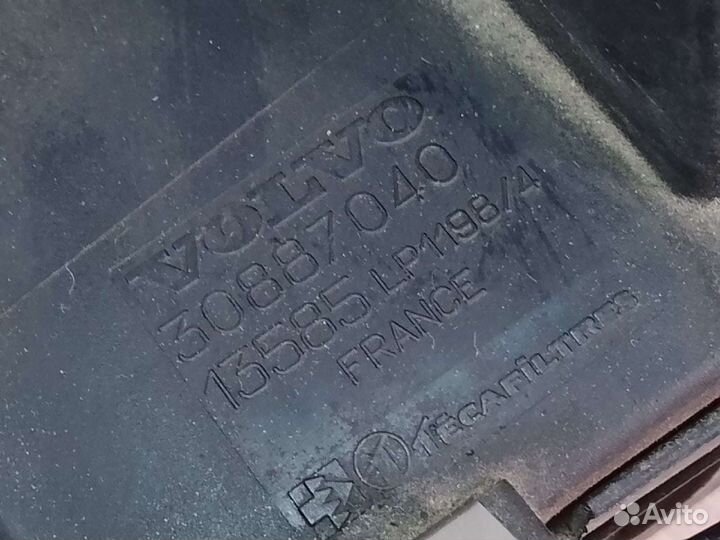 VOLVO
30887040
13585 LP1198/4
FRANCE
TECAFILTRES
Avito